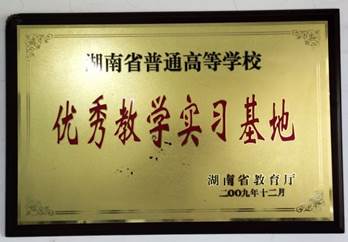 湖南省普通高等学校
优秀教学实习基地
湖南省教育厅
二00九年十二月